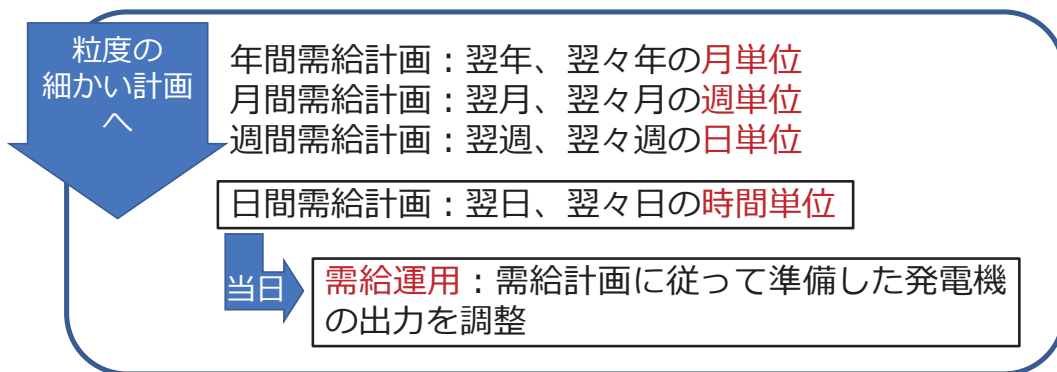 粒度の
細かい計画
へ
年間需給計画：翌年、翌々年の月単位
月間需給計画：翌月、翌々月の週単位
週間需給計画：翌週、翌々週の日単位
日間需給計画：翌日、翌々日の時間単位
当日
需給運用：需給計画に従って準備した発電機
の出力を調整